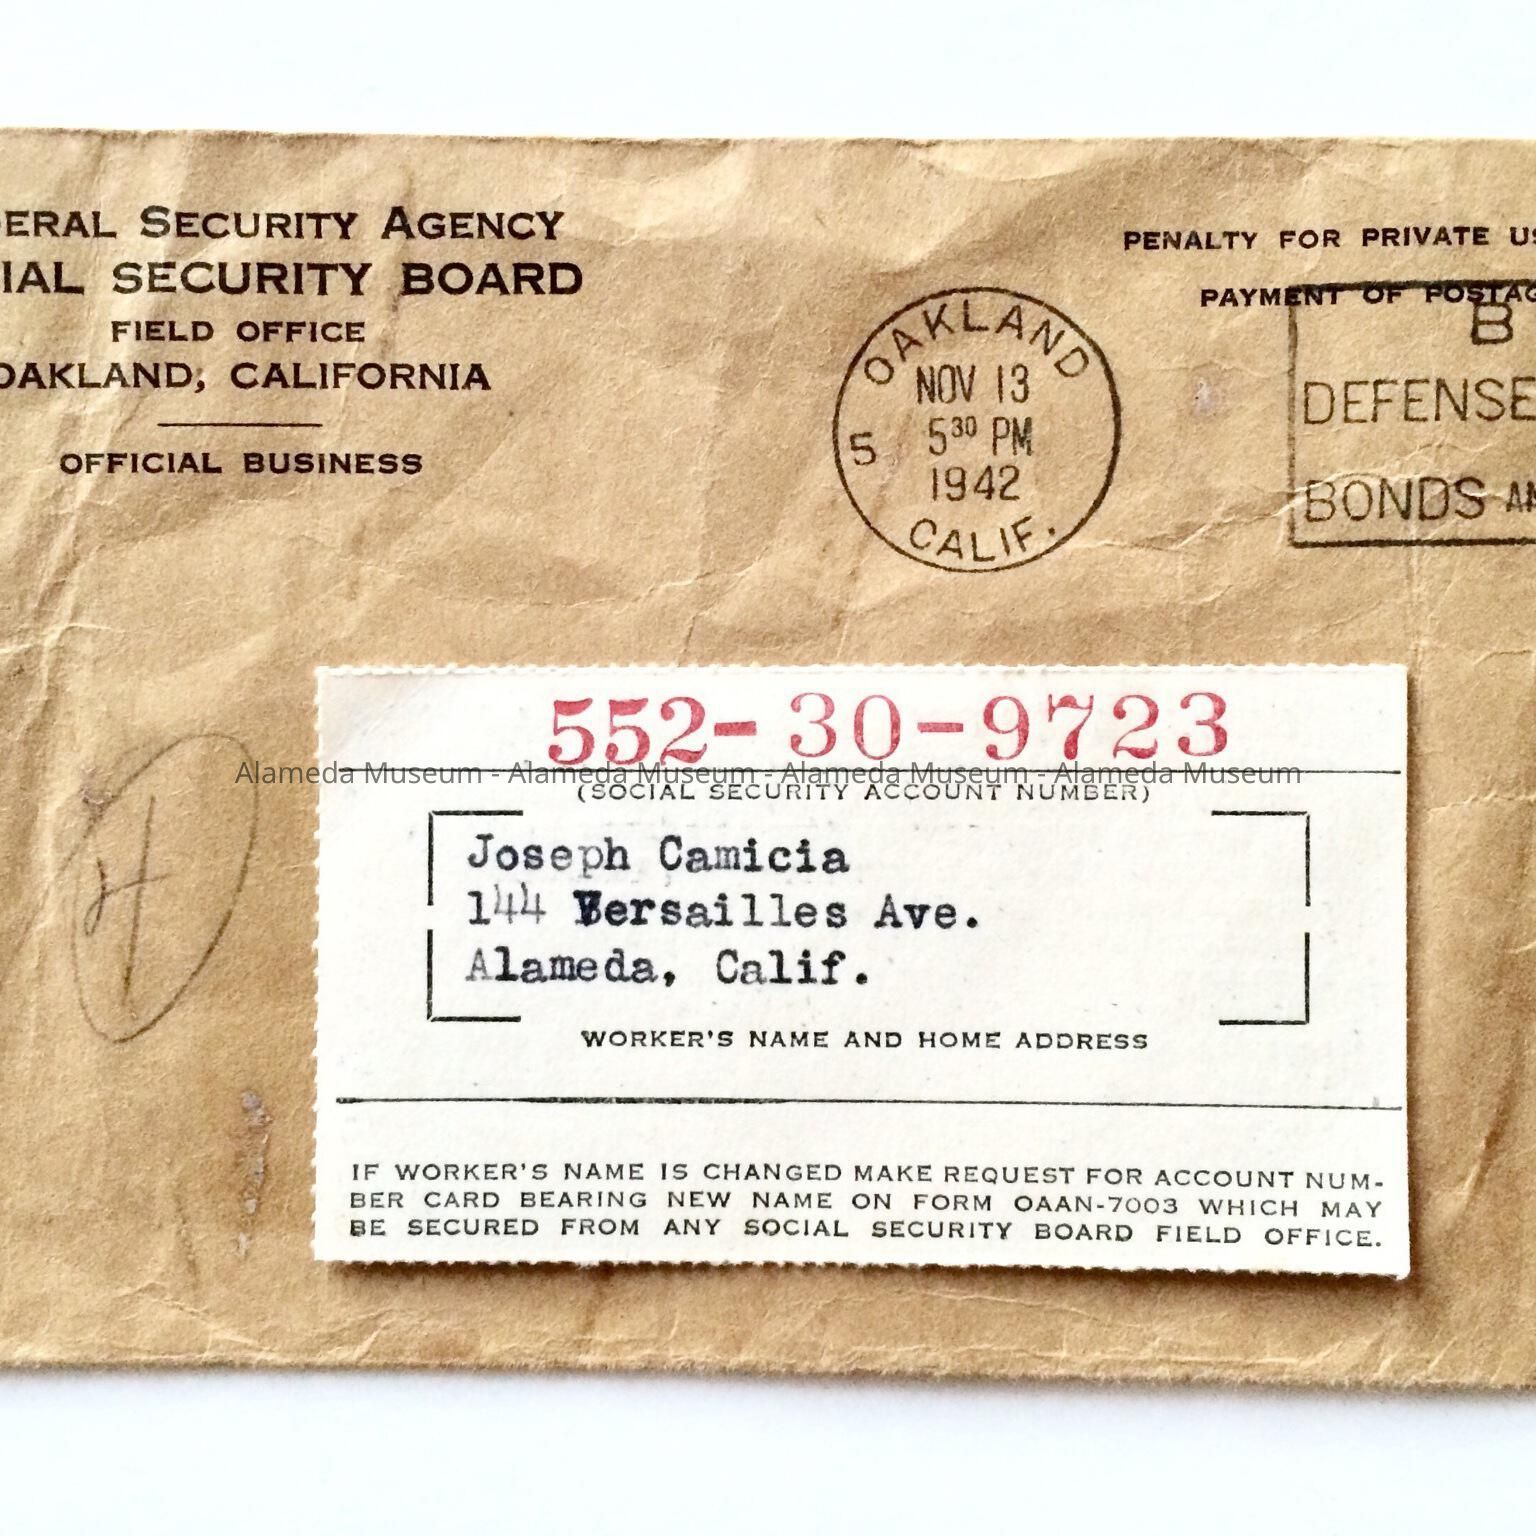 DERAL SECURITY AGENCY
IAL SECURITY BOARD
FIELD OFFICE
OAKLAND, CALIFORNIA
OFFICIAL BUSINESS
PENALTY FOR PRIVATE US
PAYMENT OF POSTAG
OAKLAND
NOV 13
5 5³⁰ PM
1942
CALIF.
B
DEFENSE
BONDS AN
552-30-9723
Alameda Museum - Alameda Museum - Alameda Museum - Alameda Museum
(SOCIAL SECURITY ACCOUNT NUMBER)
Joseph Camicia
144 Versailles Ave.
Alameda, Calif.
WORKER'S NAME AND HOME ADDRESS
IF WORKER'S NAME IS CHANGED MAKE REQUEST FOR ACCOUNT NUM-
BER CARD BEARING NEW NAME ON FORM OAAN-7003 WHICH MAY
BE SECURED FROM ANY SOCIAL SECURITY BOARD FIELD OFFICE.